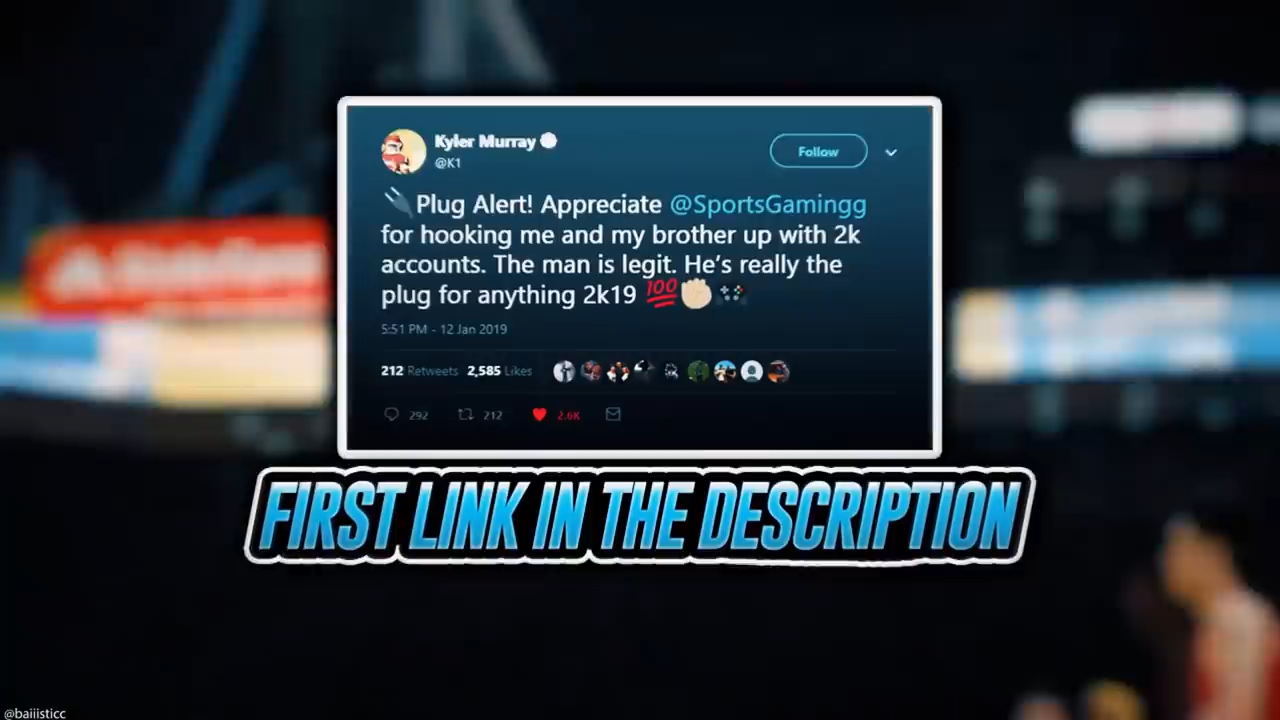 Kyler Murray
@K1
Follow
Plug Alert! Appreciate @SportsGamingg
for hooking me and my brother up with 2k
accounts. The man is legit. He’s really the
plug for anything 2k19 💯✊🏻🎮
5:51 PM - 12 Jan 2019
212 Retweets 2,585 Likes
292 212 2.6K
FIRST LINK IN THE DESCRIPTION
@baiiisticc